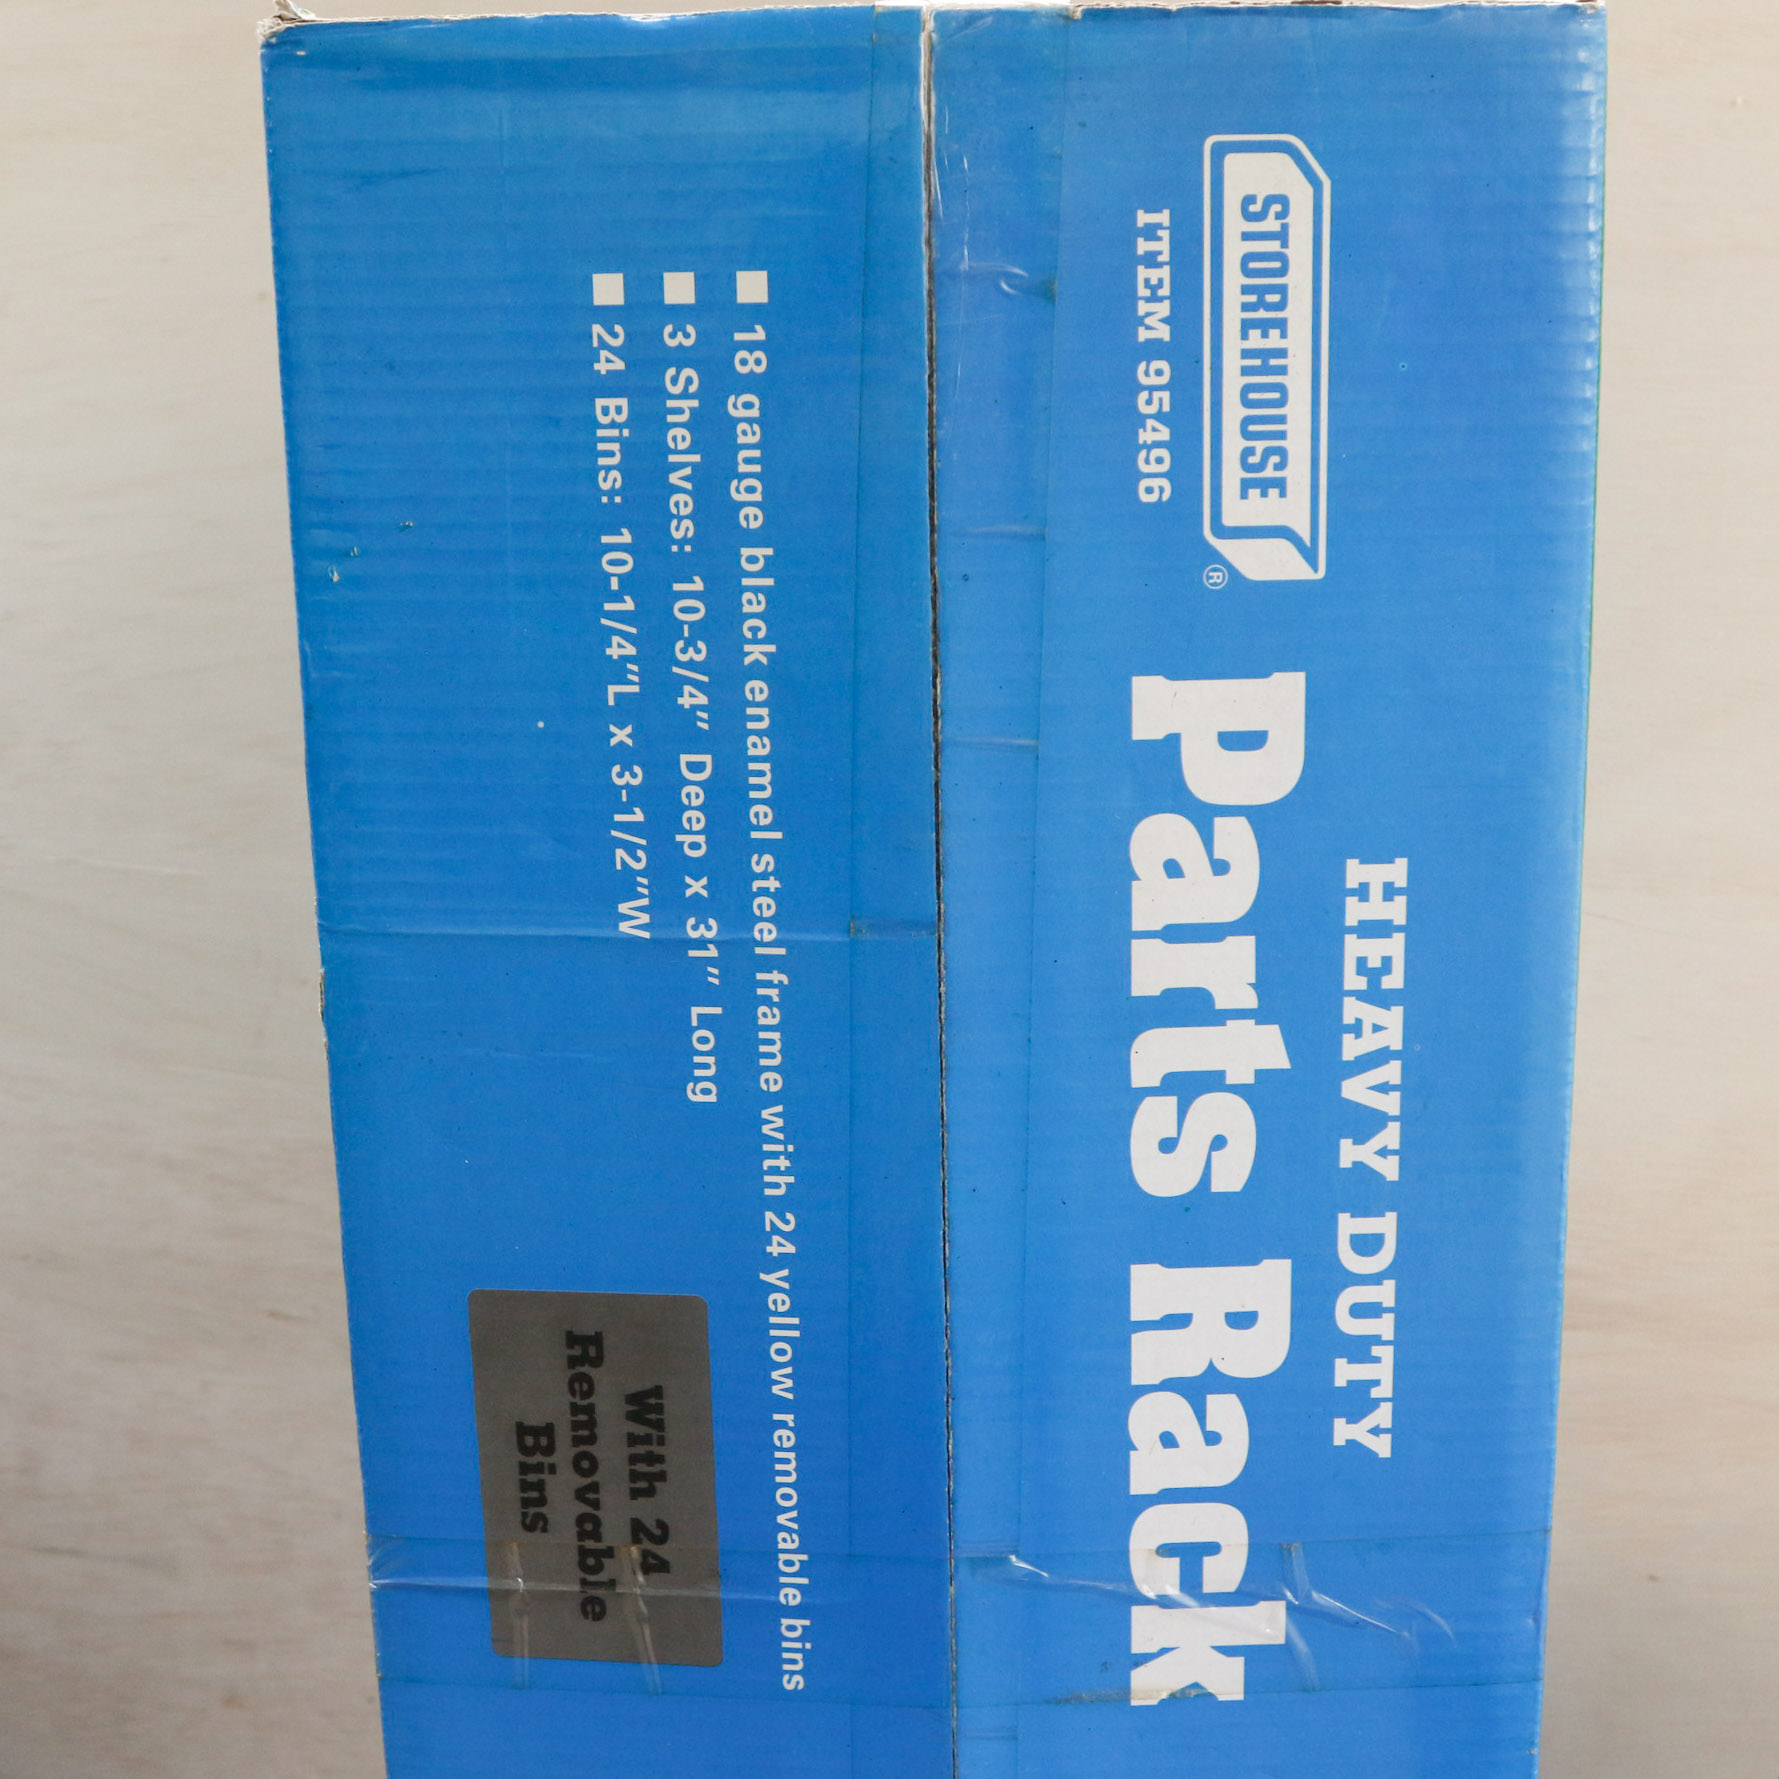 HEAVY DUTY
STOREHOUSE®
Parts Rack
ITEM 95496
■ 18 gauge black enamel steel frame with 24 yellow removable bins
■ 3 Shelves: 10-3/4" Deep x 31" Long
■ 24 Bins: 10-1/4"L x 3-1/2"W
With 24
Removable
Bins